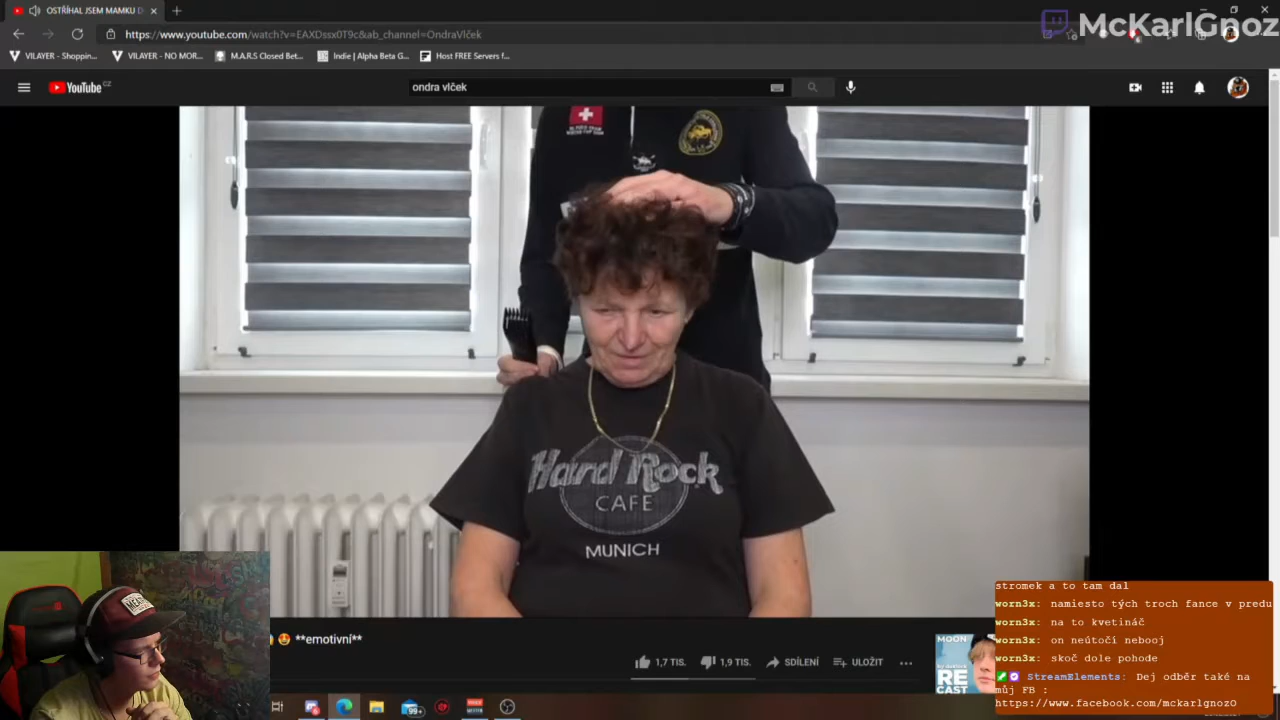 OSTŘÍHAL JSEM MAMKU D
McKarlGnoz
https://www.youtube.com/watch?v=EAXDssx0T9c&ab_channel=OndraVlček
VILAYER - Shoppin...
VILAYER - NO MOR...
M.A.R.S Closed Bet...
Indie | Alpha Beta G...
Host FREE Servers f...
YouTube CZ
ondra vlček
Hard Rock
CAFE
MUNICH
**emotivní**
1,7 TIS.
1,9 TIS.
SDÍLENÍ
ULOŽIT
MOON
RE
CAST
stromek a to tam dal
worn3x: namiesto tých troch fance v predu
worn3x: na to kvetináč
worn3x: on neútočí nebooj
worn3x: skoč dole pohode
StreamElements: Dej odběr také na
můj FB :
https://www.facebook.com/mckarlgnozO
99+